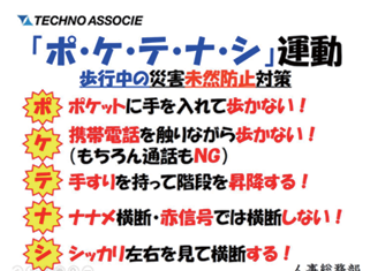 TECHNO ASSOCIE
「ポ・ケ・テ・ナ・シ」運動
歩行中の災害未然防止対策
ポ ポケットに手を入れて歩かない！
ケ 携帯電話を触りながら歩かない！
(もちろん通話もNG)
テ 手すりを持って階段を昇降する！
ナ ナナメ横断・赤信号では横断しない！
シ シッカリ左右を見て横断する！
人事総務部